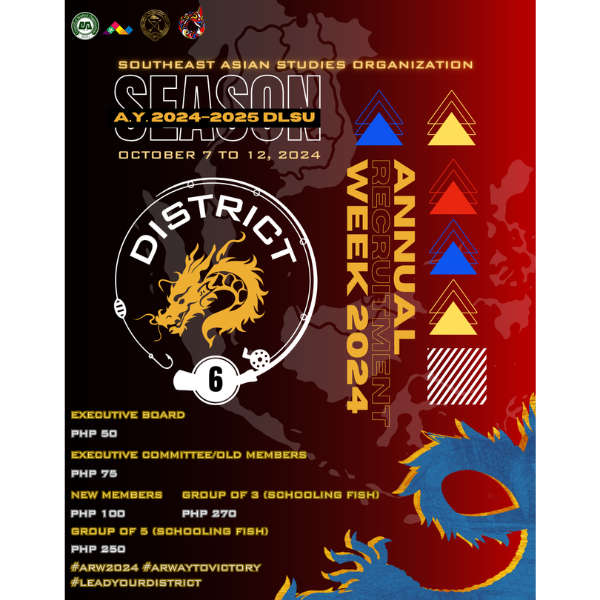 SOUTHEAST ASIAN STUDIES ORGANIZATION
SEASON
A.Y. 2024-2025 DLSU
OCTOBER 7 TO 12, 2024
DISTRICT
6
ANNUAL
RECRUITMENT
WEEK 2024
EXECUTIVE BOARD
PHP 50
EXECUTIVE COMMITTEE/OLD MEMBERS
PHP 75
NEW MEMBERS
PHP 100
GROUP OF 3 (SCHOOLING FISH)
PHP 270
GROUP OF 5 (SCHOOLING FISH)
PHP 250
#ARW2024 #ARWAYTOVICTORY
#LEADYOURDISTRICT